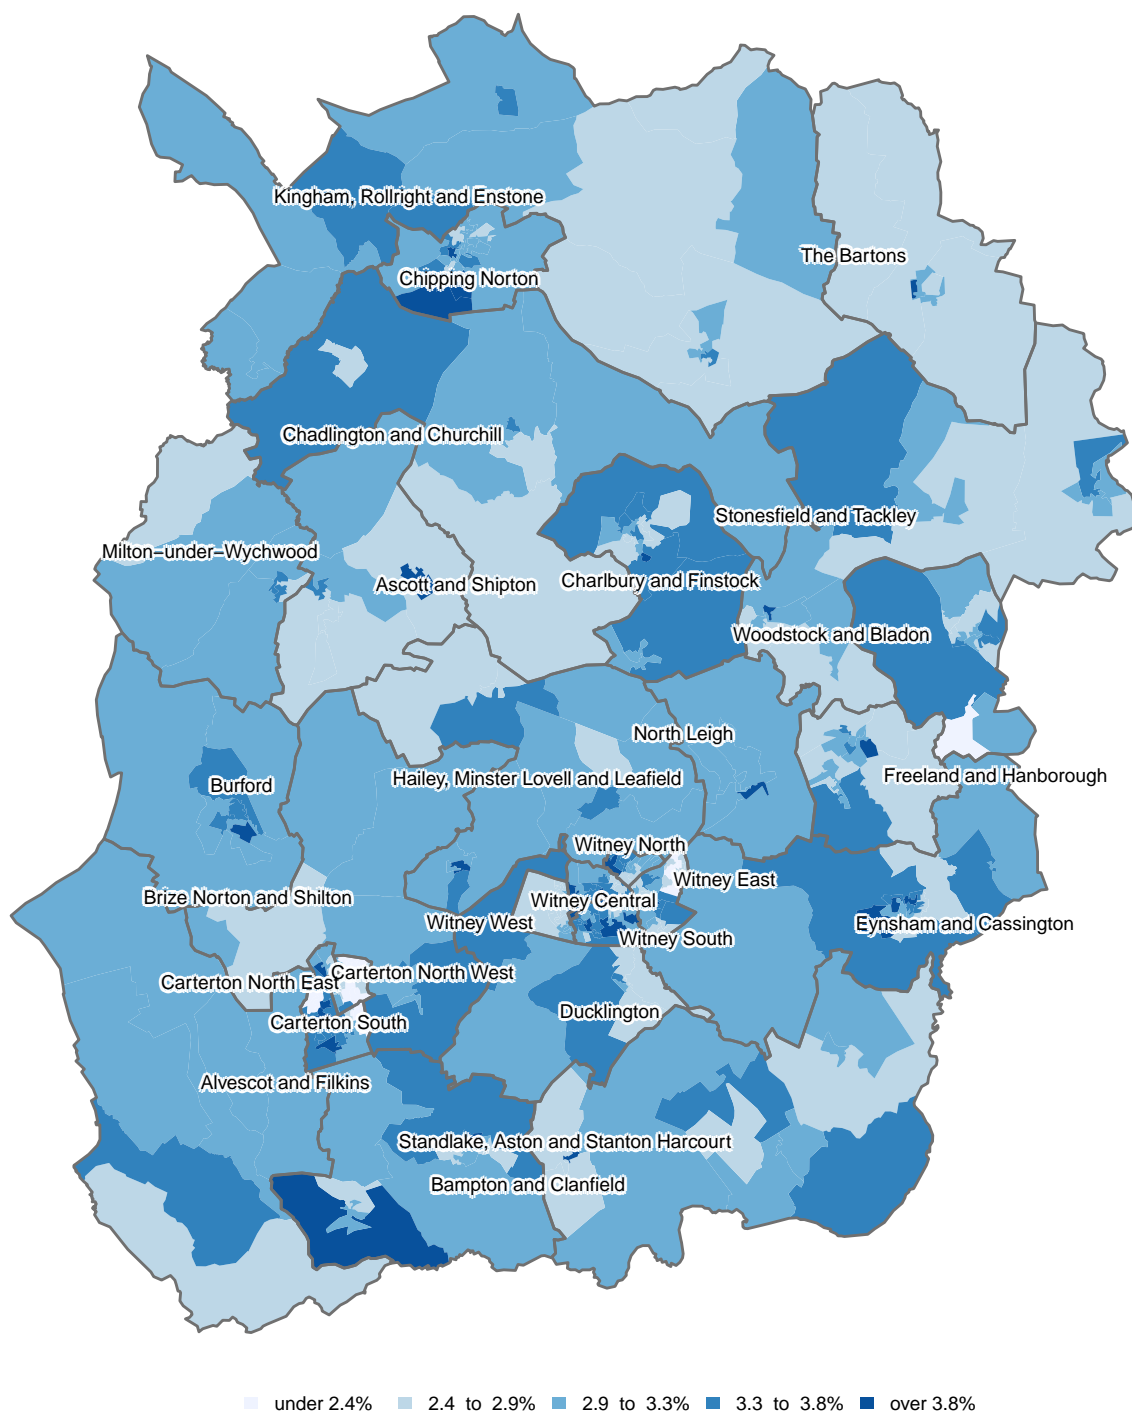 Kingham, Rollright and Enstone
The Bartons
Chipping Norton
Chadlington and Churchill
Stonesfield and Tackley
Milton−under−Wychwood
Charlbury and Finstock
Ascott and Shipton
Woodstock and Bladon
North Leigh
Freeland and Hanborough
Hailey, Minster Lovell and Leafield
Burford
Witney North
Witney East
Brize Norton and Shilton
Witney Central
Witney West
Eynsham and Cassington
Witney South
Carterton North West
Carterton North East
Ducklington
Carterton South
Alvescot and Filkins
Standlake, Aston and Stanton Harcourt
Bampton and Clanfield
under 2.4% 2.4 to 2.9% 2.9 to 3.3% 3.3 to 3.8% over 3.8%